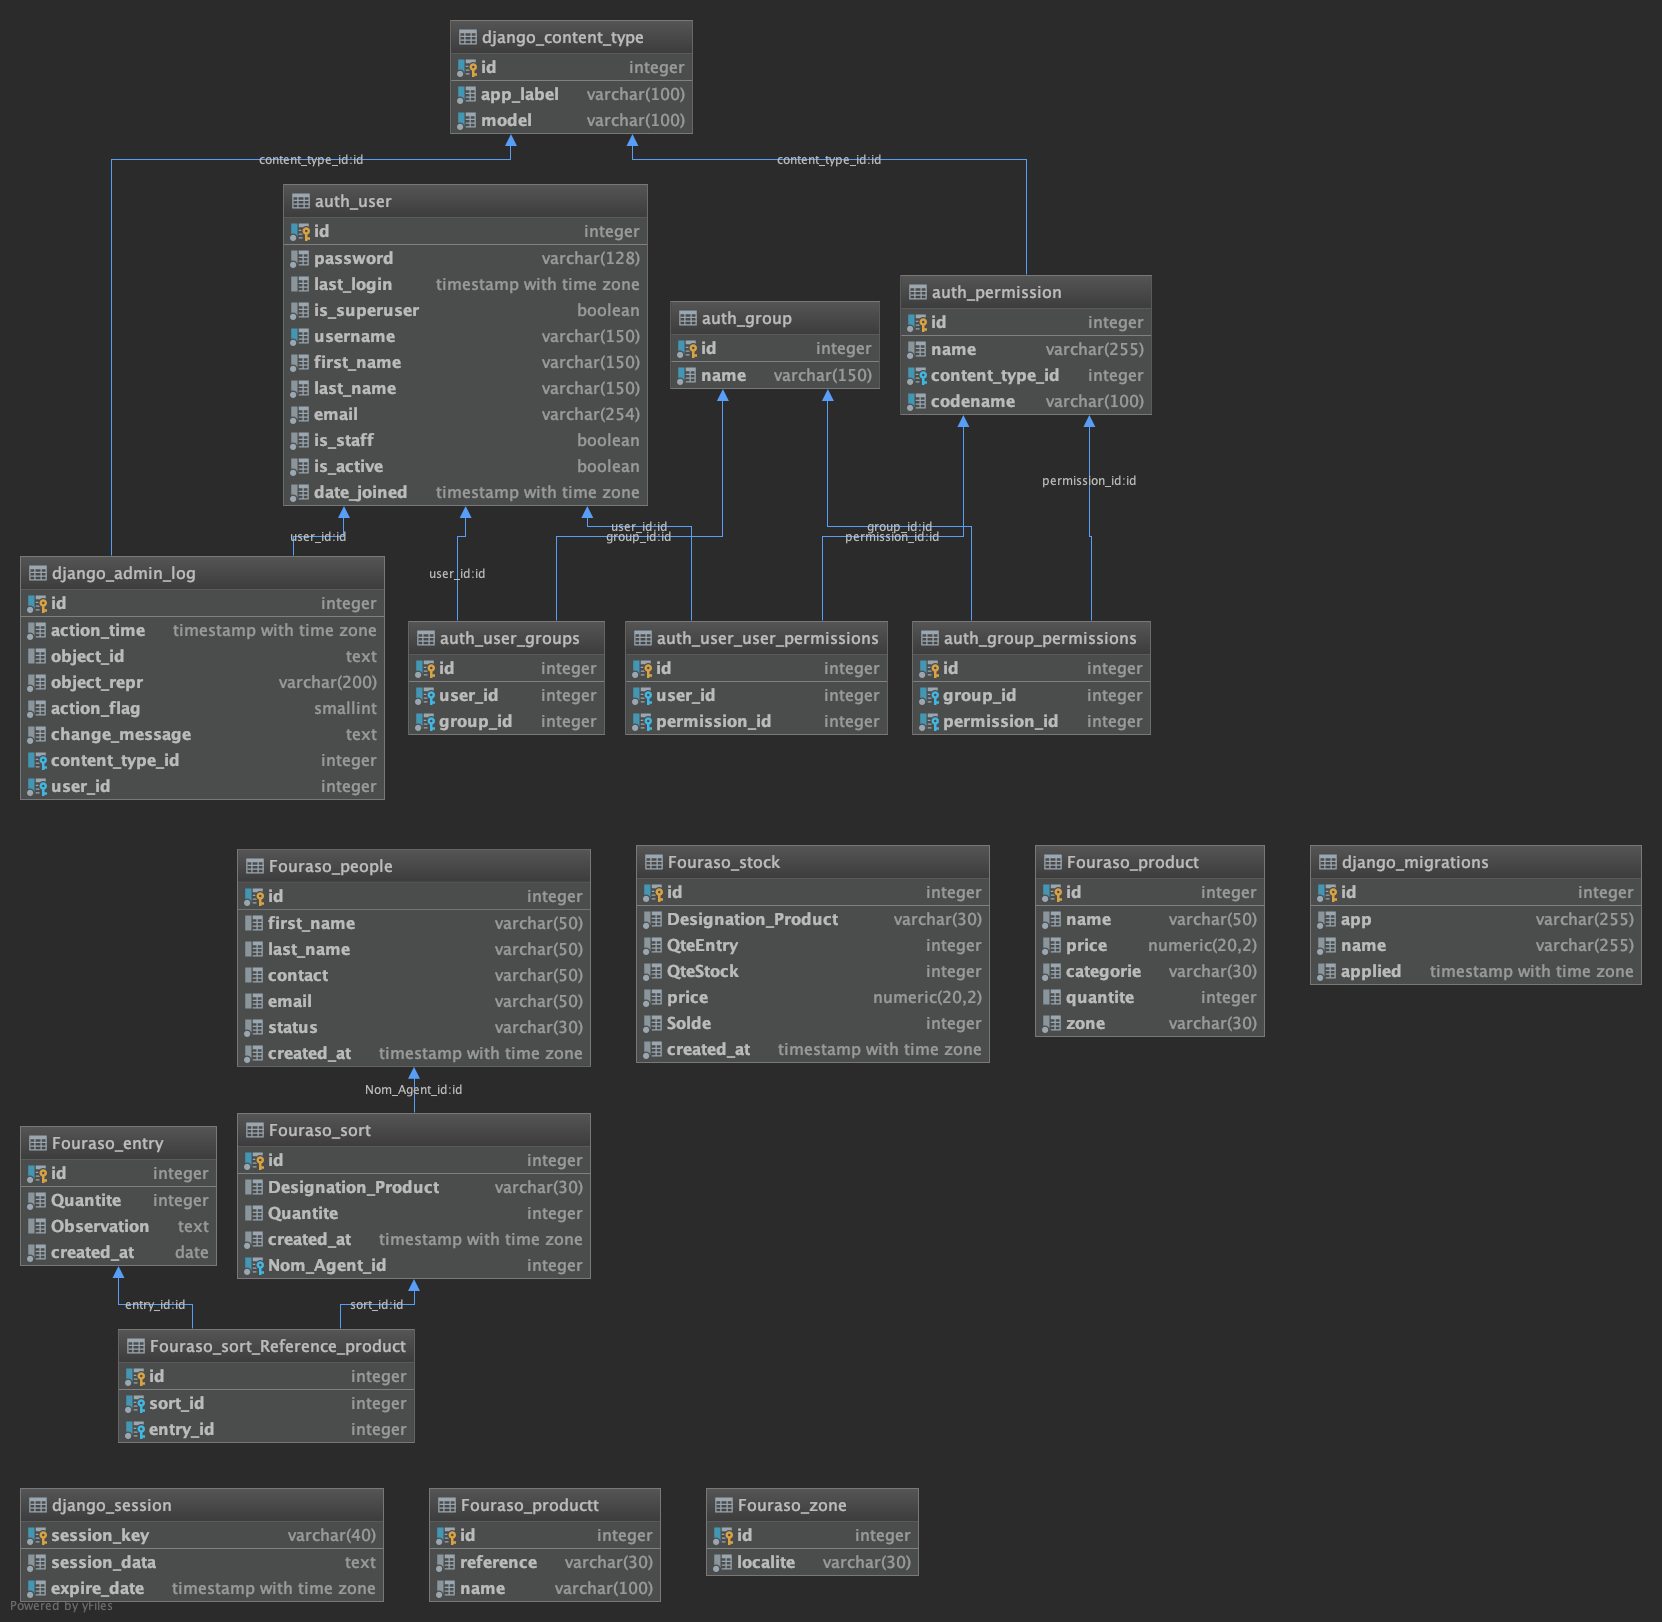 django_content_type
id integer
app_label varchar(100)
model varchar(100)
content_type_id:id
content_type_id:id
auth_user
id integer
password varchar(128)
last_login timestamp with time zone
is_superuser boolean
username varchar(150)
first_name varchar(150)
last_name varchar(150)
email varchar(254)
is_staff boolean
is_active boolean
date_joined timestamp with time zone
auth_group
id integer
name varchar(150)
auth_permission
id integer
name varchar(255)
content_type_id integer
codename varchar(100)
permission_id:id
user_id:id
group_id:id
user_id:id
group_id:id
permission_id:id
user_id:id
django_admin_log
id integer
action_time timestamp with time zone
object_id text
object_repr varchar(200)
action_flag smallint
change_message text
content_type_id integer
user_id integer
auth_user_groups
id integer
user_id integer
group_id integer
auth_user_user_permissions
id integer
user_id integer
permission_id integer
auth_group_permissions
id integer
group_id integer
permission_id integer
Fouraso_people
id integer
first_name varchar(50)
last_name varchar(50)
contact varchar(50)
email varchar(50)
status varchar(30)
created_at timestamp with time zone
Fouraso_stock
id integer
Designation_Product varchar(30)
QteEntry integer
QteStock integer
price numeric(20,2)
Solde integer
created_at timestamp with time zone
Fouraso_product
id integer
name varchar(50)
price numeric(20,2)
categorie varchar(30)
quantite integer
zone varchar(30)
django_migrations
id integer
app varchar(255)
name varchar(255)
applied timestamp with time zone
Nom_Agent_id:id
Fouraso_entry
id integer
Quantite integer
Observation text
created_at date
Fouraso_sort
id integer
Designation_Product varchar(30)
Quantite integer
created_at timestamp with time zone
Nom_Agent_id integer
entry_id:id
sort_id:id
Fouraso_sort_Reference_product
id integer
sort_id integer
entry_id integer
django_session
session_key varchar(40)
session_data text
expire_date timestamp with time zone
Fouraso_productt
id integer
reference varchar(30)
name varchar(100)
Fouraso_zone
id integer
localite varchar(30)
Powered by yFiles